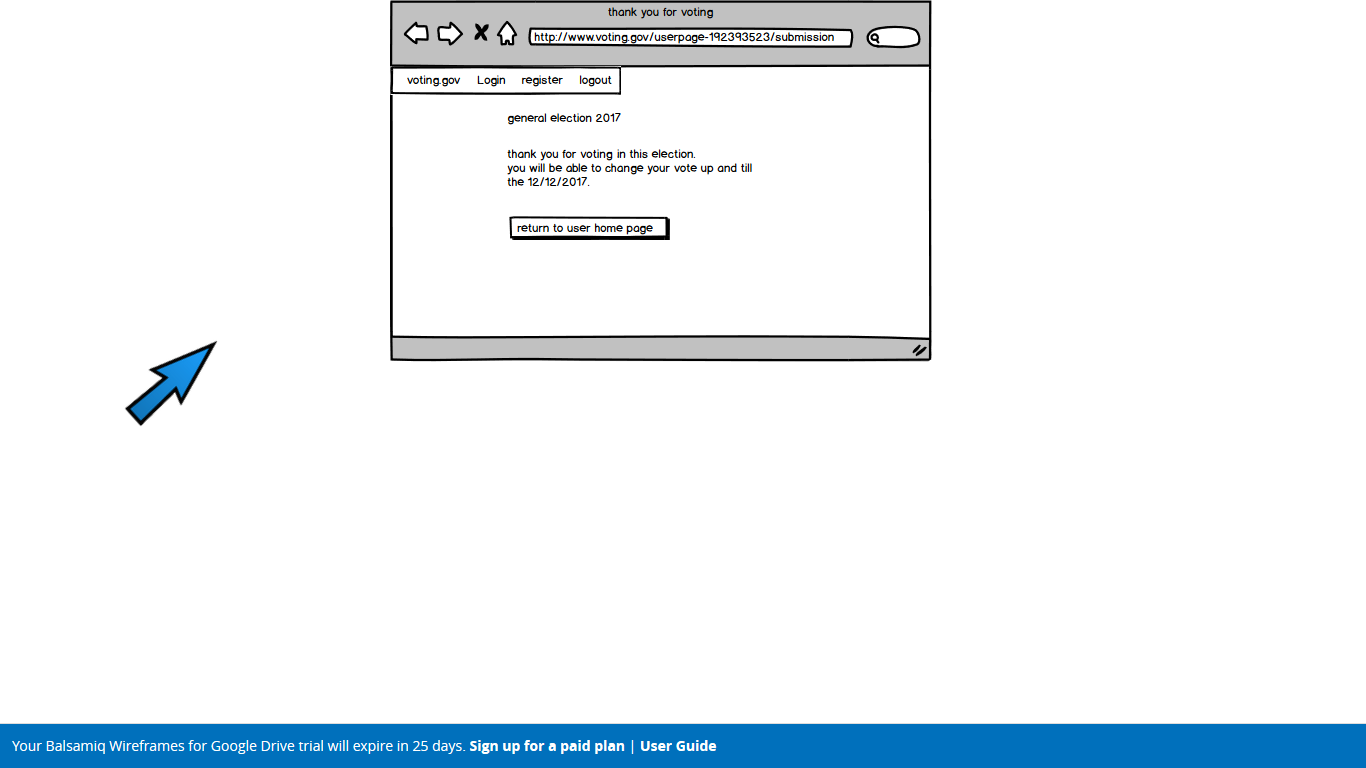 thank you for voting
http://www.voting.gov/userpage-192393523/submission
voting.gov Login register logout
general election 2017
thank you for voting in this election.
you will be able to change your vote up and till
the 12/12/2017.
return to user home page
Your Balsamiq Wireframes for Google Drive trial will expire in 25 days. Sign up for a paid plan | User Guide